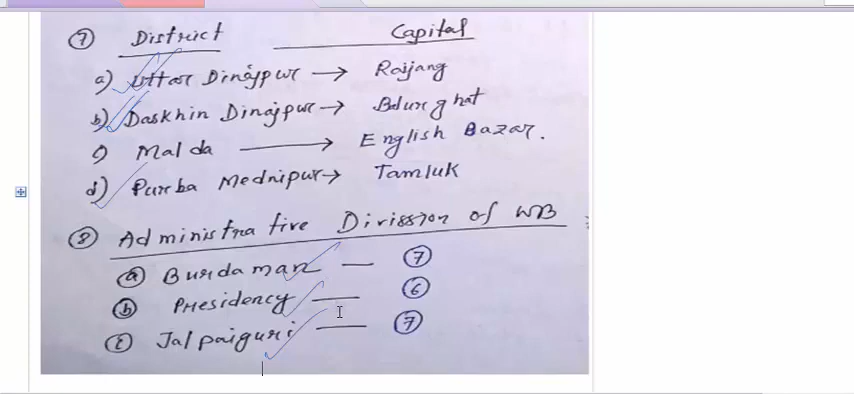 ⑦ District Capital
a) Uttar Dinajpur → Raijang
b) Daskhin Dinajpur → Balurghat
c) Malda → English Bazar.
d) Purba Mednipur → Tamluk
⑧ Administrative Division of WB
ⓐ Burdaman — ⑦
ⓑ Presidency — ⑥
ⓒ Jalpaiguri — ⑦